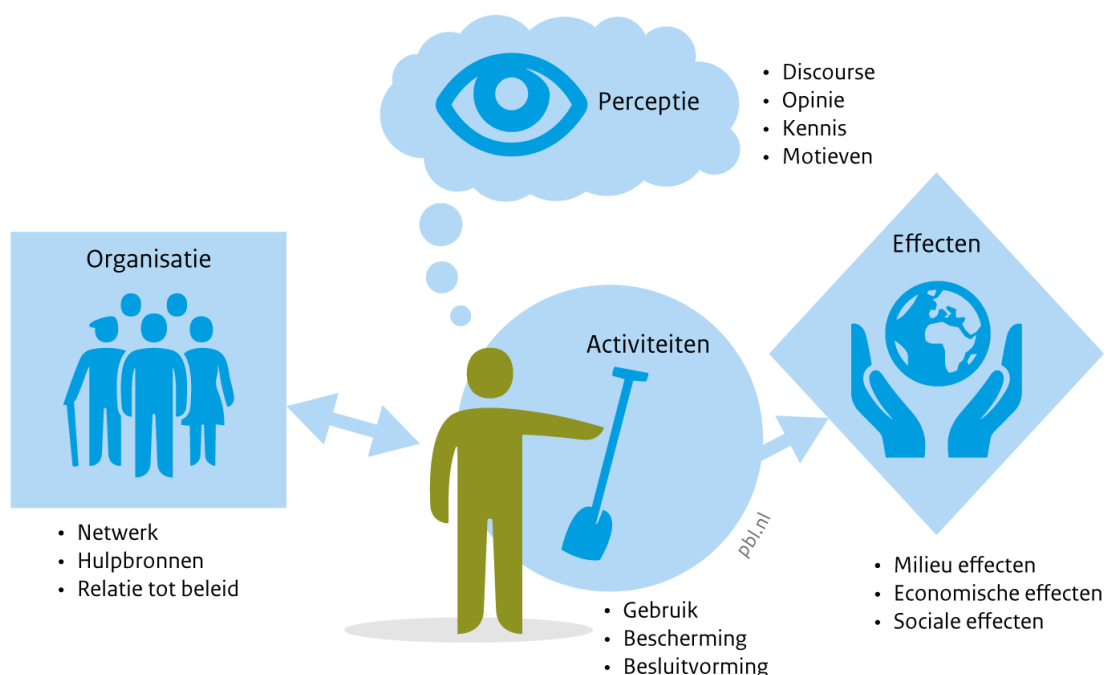 Perceptie
• Discourse
• Opinie
• Kennis
• Motieven
Organisatie
• Netwerk
• Hulpbronnen
• Relatie tot beleid
Activiteiten
• Gebruik
• Bescherming
• Besluitvorming
pbl.nl
Effecten
• Milieu effecten
• Economische effecten
• Sociale effecten